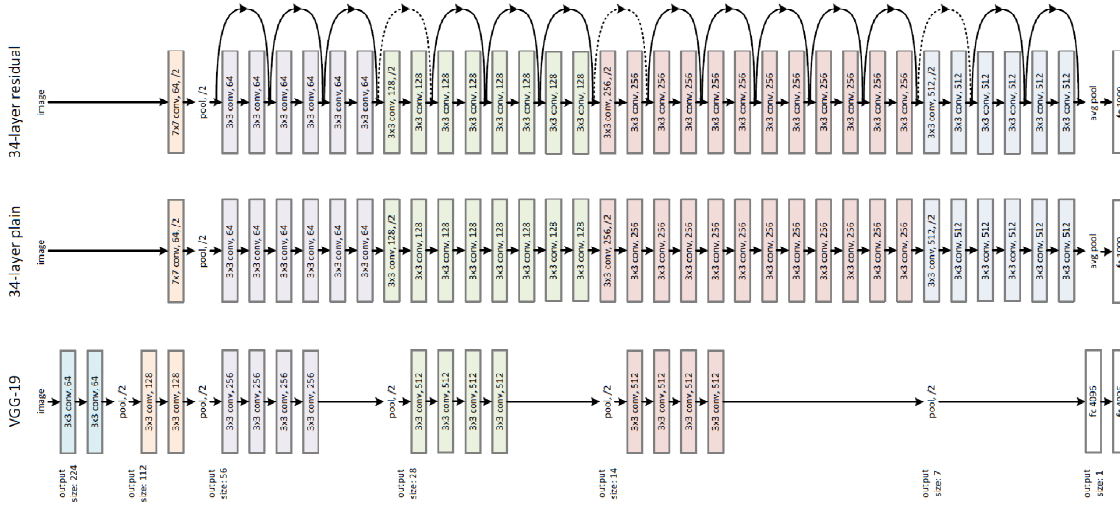 34-layer residual
image
7x7 conv, 64, /2
pool, /2
3x3 conv, 64
3x3 conv, 64
3x3 conv, 64
3x3 conv, 64
3x3 conv, 64
3x3 conv, 64
3x3 conv, 128, /2
3x3 conv, 128
3x3 conv, 128
3x3 conv, 128
3x3 conv, 128
3x3 conv, 128
3x3 conv, 128
3x3 conv, 128
3x3 conv, 256, /2
3x3 conv, 256
3x3 conv, 256
3x3 conv, 256
3x3 conv, 256
3x3 conv, 256
3x3 conv, 256
3x3 conv, 256
3x3 conv, 256
3x3 conv, 256
3x3 conv, 256
3x3 conv, 256
3x3 conv, 512, /2
3x3 conv, 512
3x3 conv, 512
3x3 conv, 512
3x3 conv, 512
3x3 conv, 512
avg pool
34-layer plain
image
7x7 conv, 64, /2
pool, /2
3x3 conv, 64
3x3 conv, 64
3x3 conv, 64
3x3 conv, 64
3x3 conv, 64
3x3 conv, 64
3x3 conv, 128, /2
3x3 conv, 128
3x3 conv, 128
3x3 conv, 128
3x3 conv, 128
3x3 conv, 128
3x3 conv, 128
3x3 conv, 128
3x3 conv, 256, /2
3x3 conv, 256
3x3 conv, 256
3x3 conv, 256
3x3 conv, 256
3x3 conv, 256
3x3 conv, 256
3x3 conv, 256
3x3 conv, 256
3x3 conv, 256
3x3 conv, 256
3x3 conv, 256
3x3 conv, 512, /2
3x3 conv, 512
3x3 conv, 512
3x3 conv, 512
3x3 conv, 512
3x3 conv, 512
avg pool
VGG-19
image
3x3 conv, 64
3x3 conv, 64
pool, /2
3x3 conv, 128
3x3 conv, 128
pool, /2
3x3 conv, 256
3x3 conv, 256
3x3 conv, 256
3x3 conv, 256
pool, /2
3x3 conv, 512
3x3 conv, 512
3x3 conv, 512
3x3 conv, 512
pool, /2
3x3 conv, 512
3x3 conv, 512
3x3 conv, 512
3x3 conv, 512
pool, /2
fc 4096
output
size: 224
output
size: 112
output
size: 56
output
size: 28
output
size: 14
output
size: 7
output
size: 1